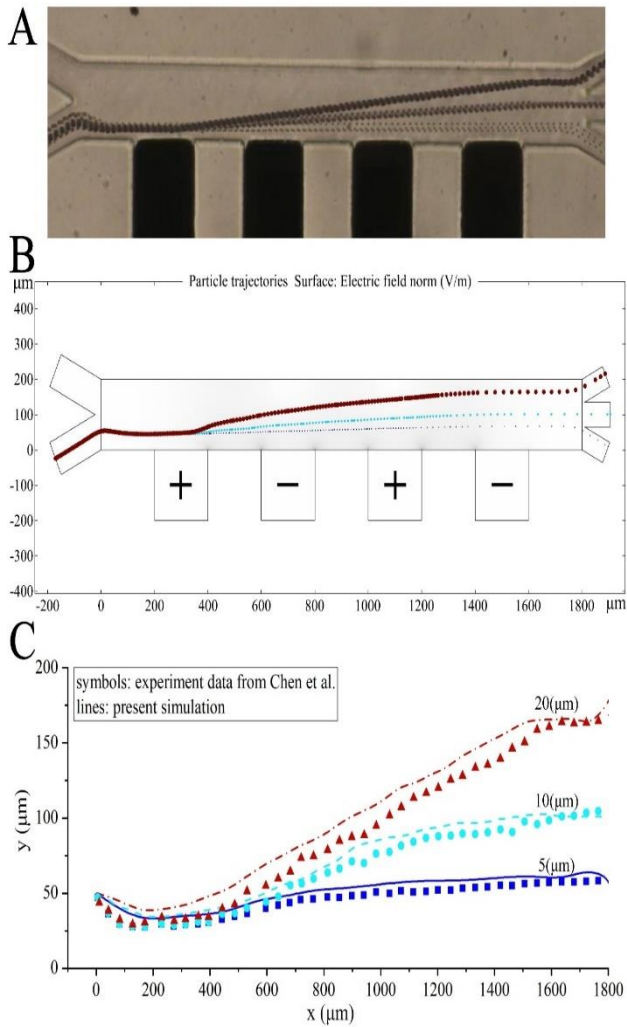 A
B
μm
Particle trajectories Surface: Electric field norm (V/m)
500
400
300
200
100
0
-100
-200
-300
-400
+ − + −
-200 0 200 400 600 800 1000 1200 1400 1600 1800 μm
C
symbols: experiment data from Chen et al.
lines: present simulation
20(μm)
10(μm)
5(μm)
y (μm)
200
150
100
50
0
0 200 400 600 800 1000 1200 1400 1600 1800
x (μm)